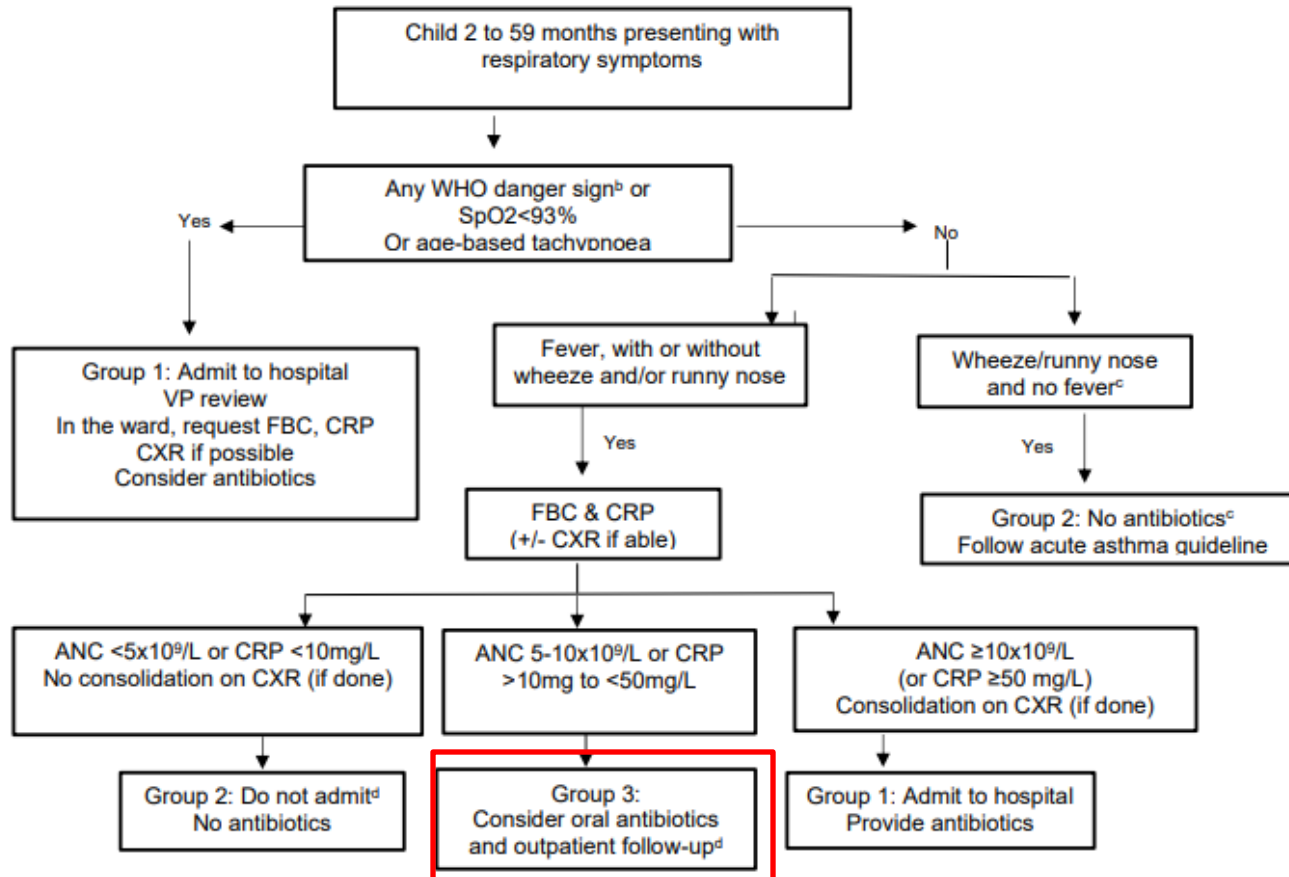 Child 2 to 59 months presenting with
respiratory symptoms
Any WHO danger signᵇ or
SpO2<93%
Or age-based tachypnoea
Yes
No
Group 1: Admit to hospital
VP review
In the ward, request FBC, CRP
CXR if possible
Consider antibiotics
Fever, with or without
wheeze and/or runny nose
Wheeze/runny nose
and no feverᶜ
Yes
Yes
FBC & CRP
(+/- CXR if able)
Group 2: No antibioticsᶜ
Follow acute asthma guideline
ANC <5x10⁹/L or CRP <10mg/L
No consolidation on CXR (if done)
ANC 5-10x10⁹/L or CRP
>10mg to <50mg/L
ANC ≥10x10⁹/L
(or CRP ≥50 mg/L)
Consolidation on CXR (if done)
Group 2: Do not admitᵈ
No antibiotics
Group 3:
Consider oral antibiotics
and outpatient follow-upᵈ
Group 1: Admit to hospital
Provide antibiotics